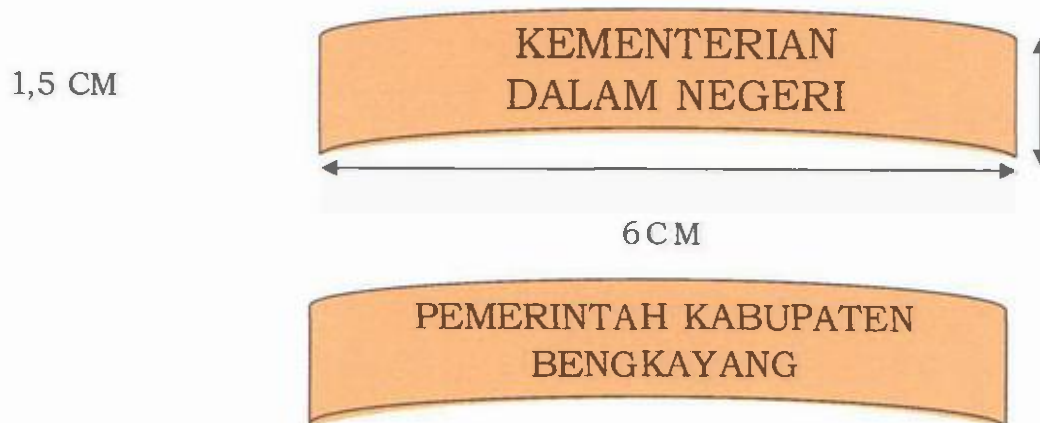 KEMENTERIAN
DALAM NEGERI
1,5 CM
6CM
PEMERINTAH KABUPATEN
BENGKAYANG